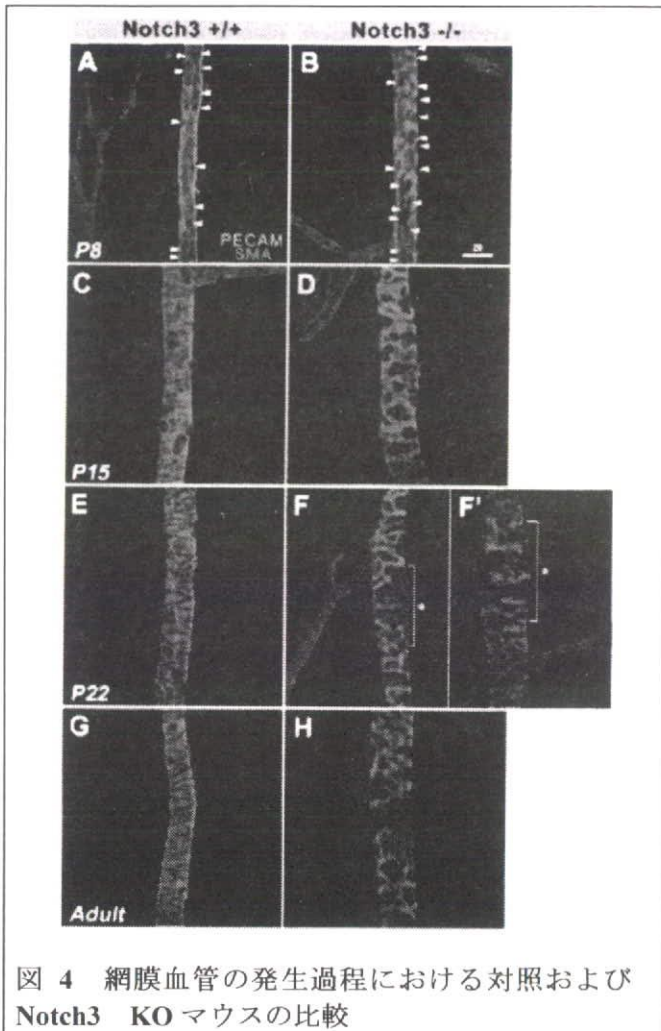 Notch3 +/+ Notch3 -/-
A B
P8 PECAM
SMA 20
C D
P15
E F F'
* *
P22
G H
Adult
図 4 網膜血管の発生過程における対照および
Notch3 KO マウスの比較